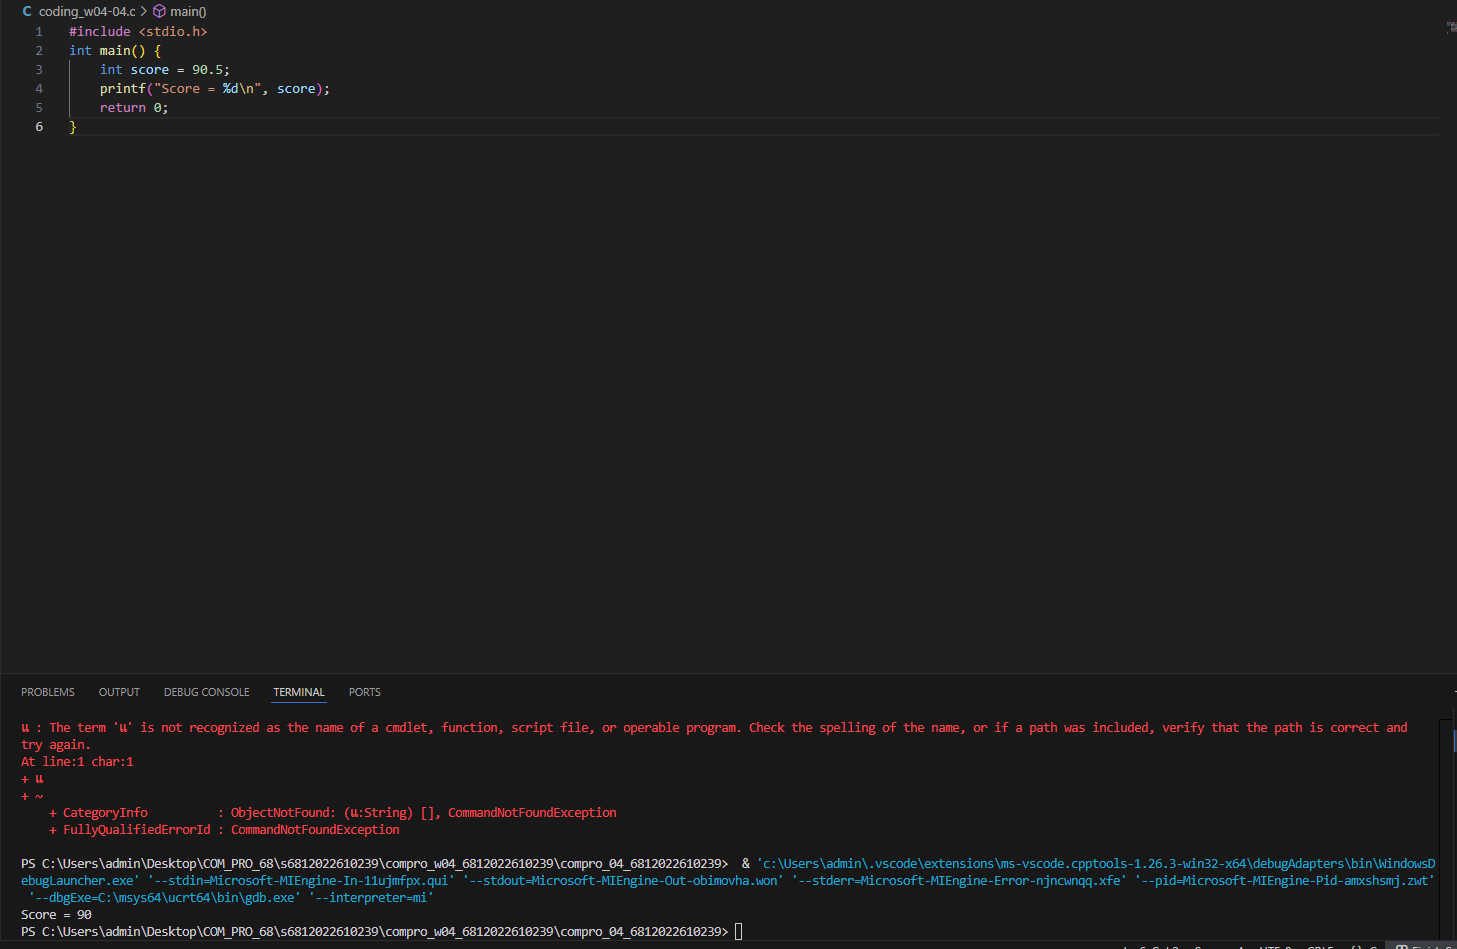 coding_w04-04.c > main()
1 #include <stdio.h>
2 int main() {
3     int score = 90.5;
4     printf("Score = %d\n", score);
5     return 0;
6 }
PROBLEMS OUTPUT DEBUG CONSOLE TERMINAL PORTS
แ : The term 'แ' is not recognized as the name of a cmdlet, function, script file, or operable program. Check the spelling of the name, or if a path was included, verify that the path is correct and
try again.
At line:1 char:1
+ แ
+ ~
    + CategoryInfo          : ObjectNotFound: (แ:String) [], CommandNotFoundException
    + FullyQualifiedErrorId : CommandNotFoundException
PS C:\Users\admin\Desktop\COM_PRO_68\s6812022610239\compro_w04_6812022610239\compro_04_6812022610239>  & 'c:\Users\admin\.vscode\extensions\ms-vscode.cpptools-1.26.3-win32-x64\debugAdapters\bin\WindowsD
ebugLauncher.exe' '--stdin=Microsoft-MIEngine-In-11ujmfpx.qui' '--stdout=Microsoft-MIEngine-Out-obimovha.won' '--stderr=Microsoft-MIEngine-Error-njncwnqq.xfe' '--pid=Microsoft-MIEngine-Pid-amxshsmj.zwt'
'--dbgExe=C:\msys64\ucrt64\bin\gdb.exe' '--interpreter=mi'
Score = 90
PS C:\Users\admin\Desktop\COM_PRO_68\s6812022610239\compro_w04_6812022610239\compro_04_6812022610239>